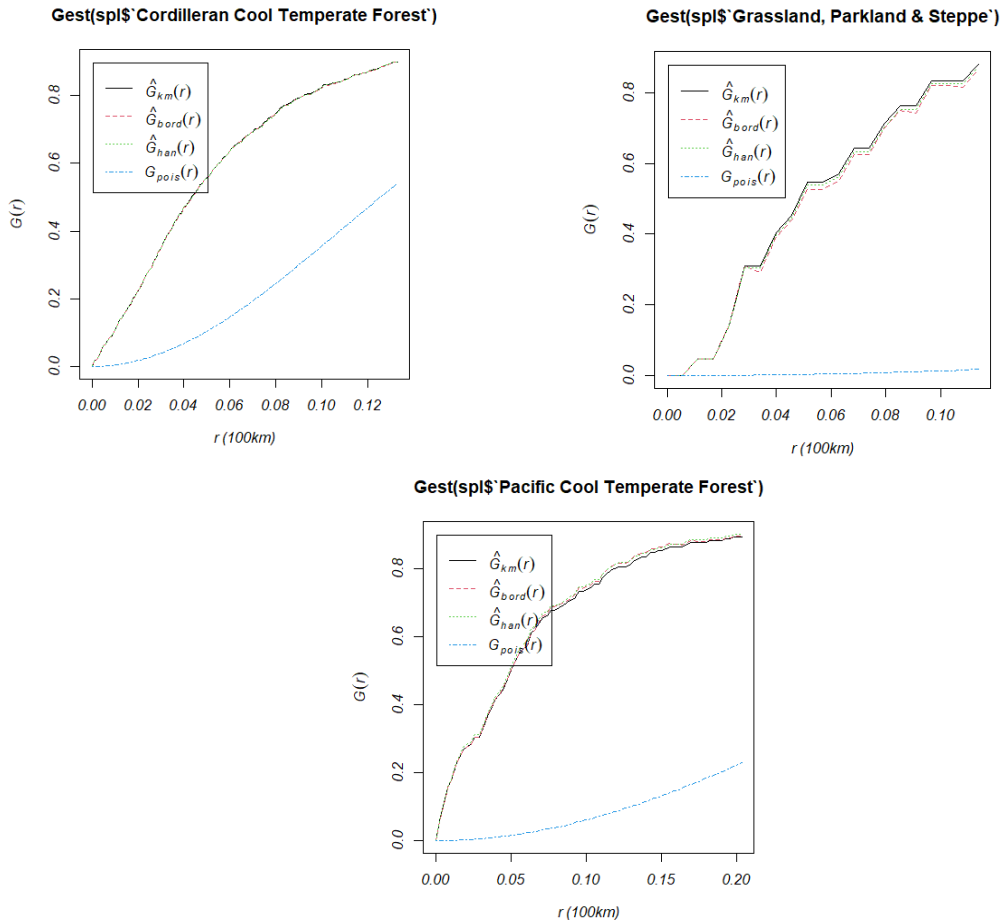 Gest(spl$`Cordilleran Cool Temperate Forest`)
Ĝkm(r)
Ĝbord(r)
Ĝhan(r)
Gpois(r)
G(r)
0.0 0.2 0.4 0.6 0.8
0.00 0.02 0.04 0.06 0.08 0.10 0.12
r (100km)
Gest(spl$`Grassland, Parkland & Steppe`)
Ĝkm(r)
Ĝbord(r)
Ĝhan(r)
Gpois(r)
G(r)
0.0 0.2 0.4 0.6 0.8
0.00 0.02 0.04 0.06 0.08 0.10
r (100km)
Gest(spl$`Pacific Cool Temperate Forest`)
Ĝkm(r)
Ĝbord(r)
Ĝhan(r)
Gpois(r)
G(r)
0.0 0.2 0.4 0.6 0.8
0.00 0.05 0.10 0.15 0.20
r (100km)